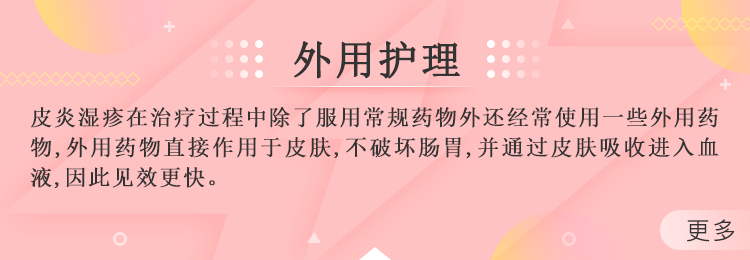 外用护理
皮炎湿疹在治疗过程中除了服用常规药物外还经常使用一些外用药
物,外用药物直接作用于皮肤,不破坏肠胃,并通过皮肤吸收进入血
液,因此见效更快。
更多